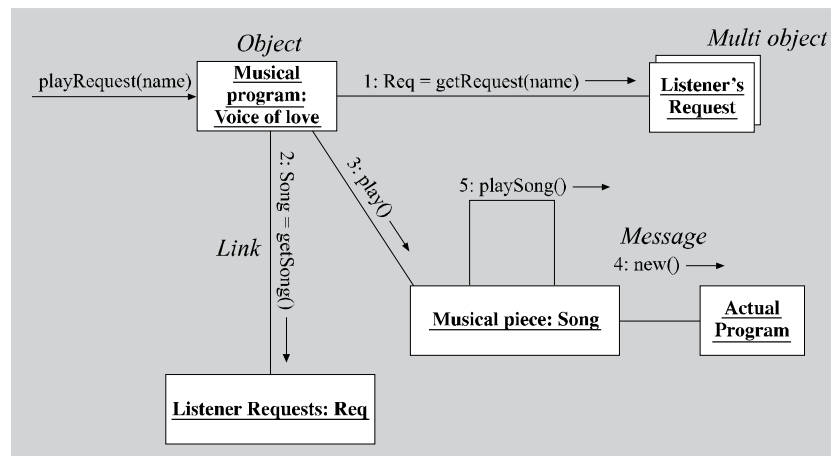 Object
Multi object
playRequest(name)
Musical
program:
Voice of love
1: Req = getRequest(name)
Listener's
Request
2: Song = getSong()
3: play()
5: playSong()
Link
Message
4: new()
Musical piece: Song
Actual
Program
Listener Requests: Req